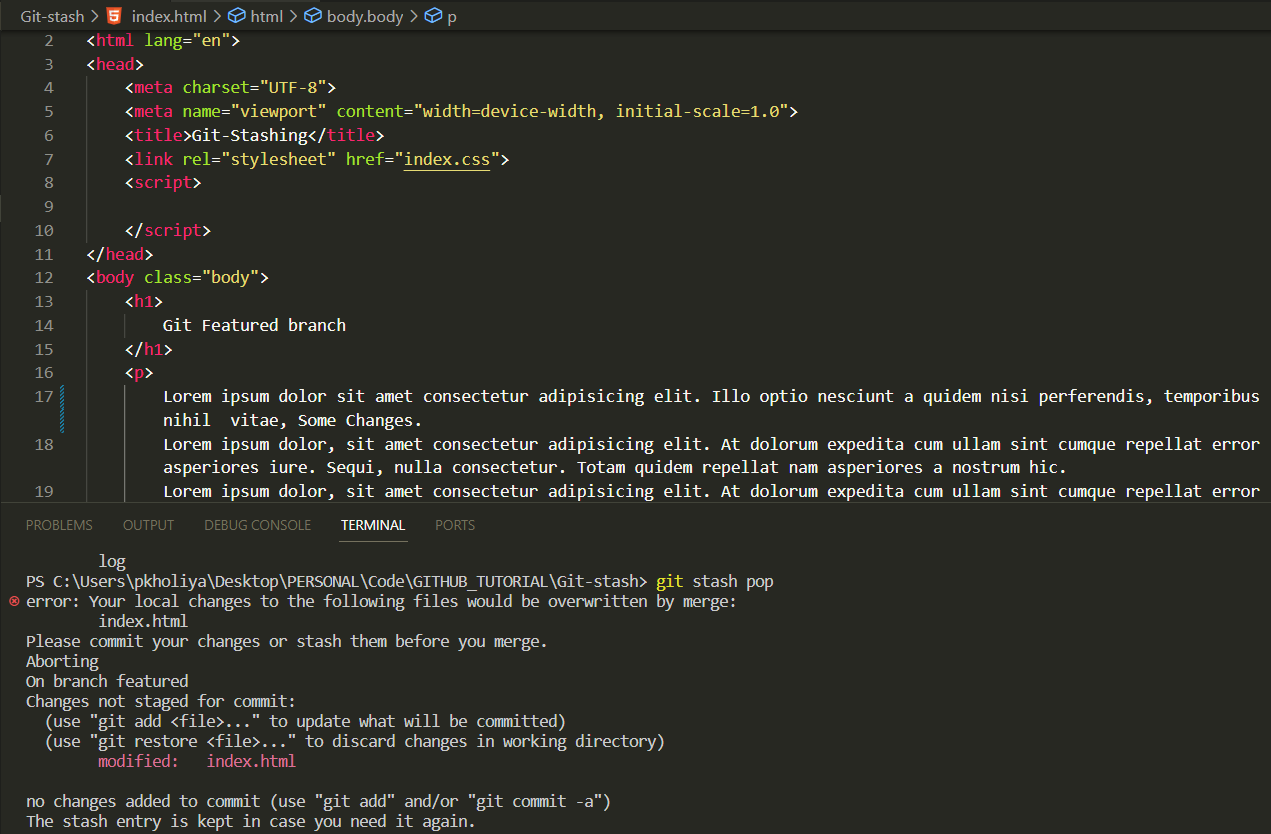 Git-stash > index.html > html > body.body > p
2 <html lang="en">
3 <head>
4 <meta charset="UTF-8">
5 <meta name="viewport" content="width=device-width, initial-scale=1.0">
6 <title>Git-Stashing</title>
7 <link rel="stylesheet" href="index.css">
8 <script>
9
10 </script>
11 </head>
12 <body class="body">
13 <h1>
14 Git Featured branch
15 </h1>
16 <p>
17 Lorem ipsum dolor sit amet consectetur adipisicing elit. Illo optio nesciunt a quidem nisi perferendis, temporibus
nihil  vitae, Some Changes.
18 Lorem ipsum dolor, sit amet consectetur adipisicing elit. At dolorum expedita cum ullam sint cumque repellat error
asperiores iure. Sequi, nulla consectetur. Totam quidem repellat nam asperiores a nostrum hic.
19 Lorem ipsum dolor, sit amet consectetur adipisicing elit. At dolorum expedita cum ullam sint cumque repellat error
PROBLEMS OUTPUT DEBUG CONSOLE TERMINAL PORTS
log
PS C:\Users\pkholiya\Desktop\PERSONAL\Code\GITHUB_TUTORIAL\Git-stash> git stash pop
error: Your local changes to the following files would be overwritten by merge:
index.html
Please commit your changes or stash them before you merge.
Aborting
On branch featured
Changes not staged for commit:
(use "git add <file>..." to update what will be committed)
(use "git restore <file>..." to discard changes in working directory)
modified:   index.html
no changes added to commit (use "git add" and/or "git commit -a")
The stash entry is kept in case you need it again.